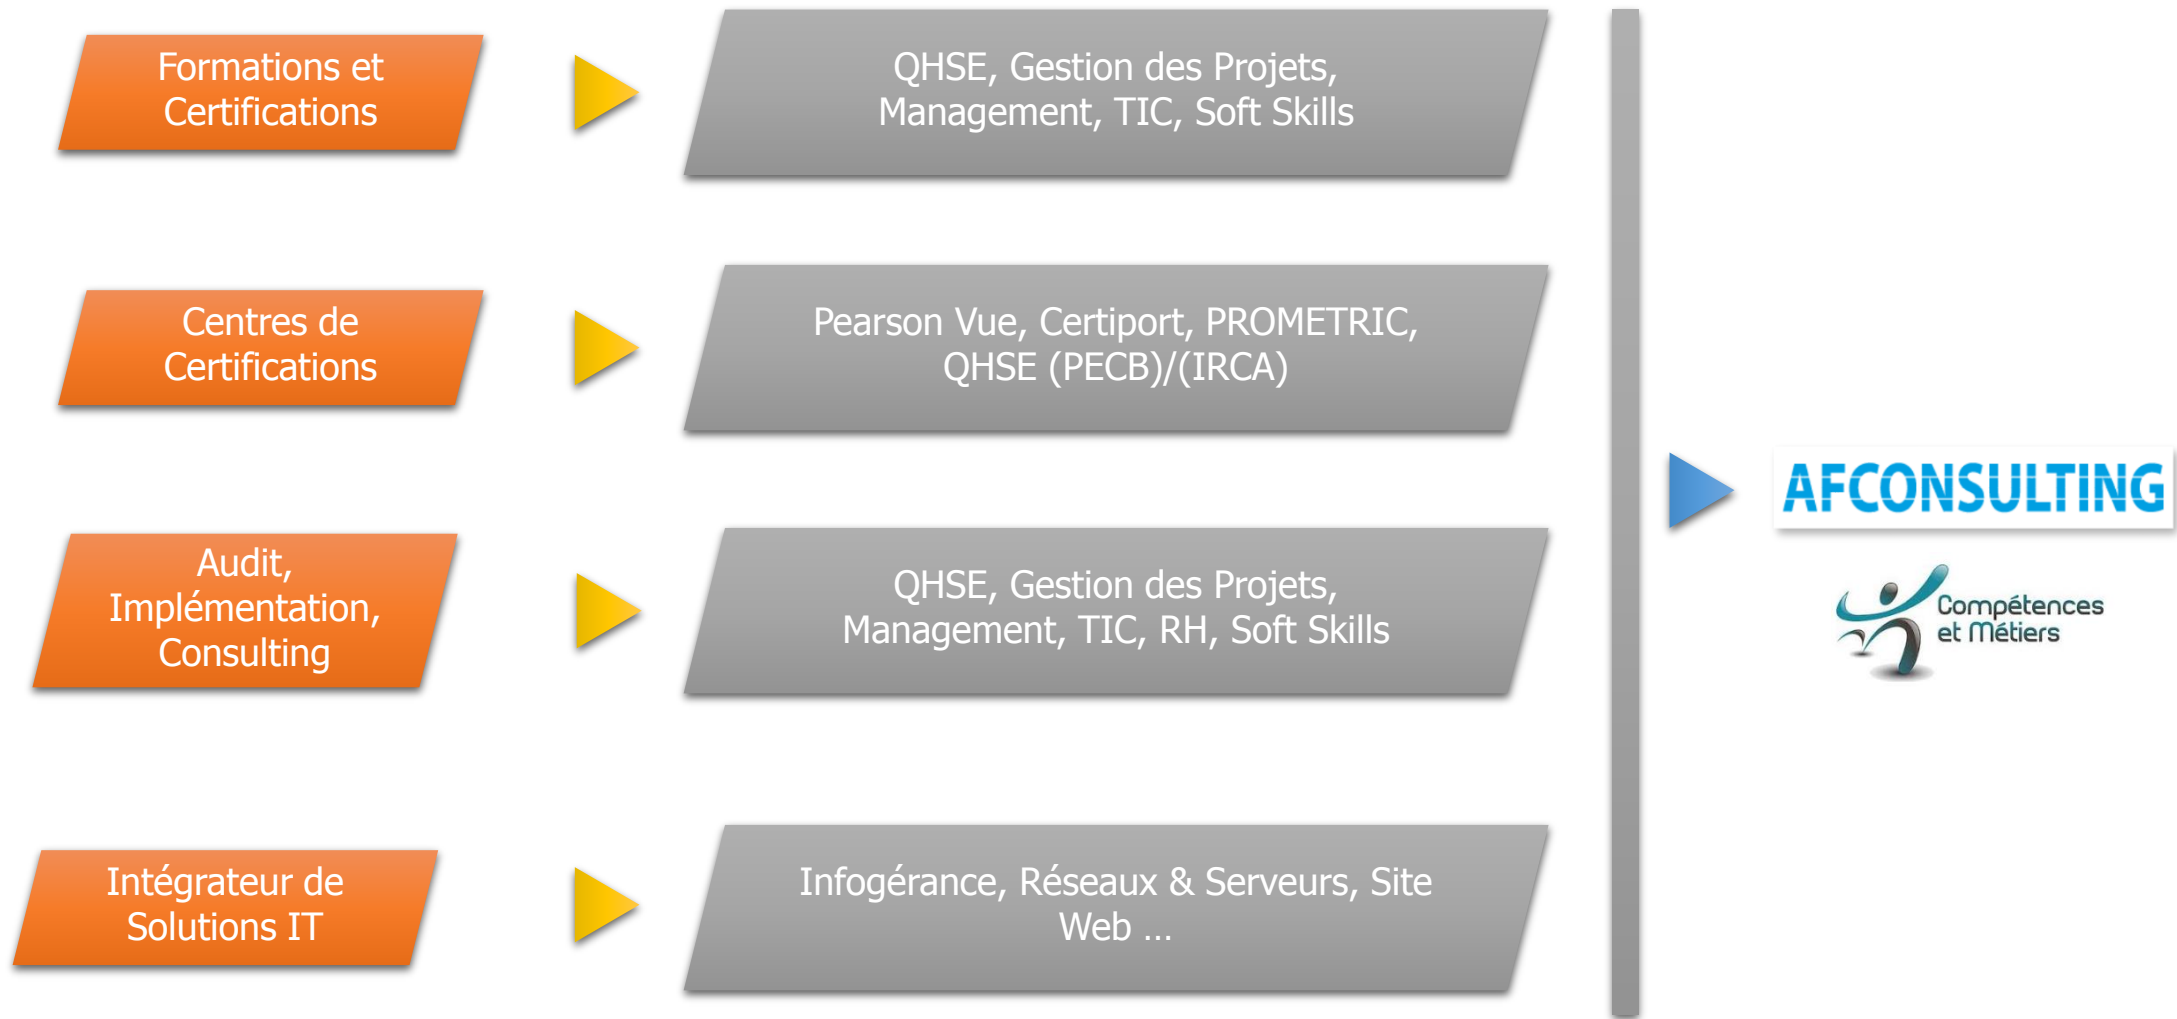 Formations et
Certifications
QHSE, Gestion des Projets,
Management, TIC, Soft Skills
Centres de
Certifications
Pearson Vue, Certiport, PROMETRIC,
QHSE (PECB)/(IRCA)
Audit,
Implémentation,
Consulting
QHSE, Gestion des Projets,
Management, TIC, RH, Soft Skills
Intégrateur de
Solutions IT
Infogérance, Réseaux & Serveurs, Site
Web ...
AFCONSULTING
Compétences
et Métiers